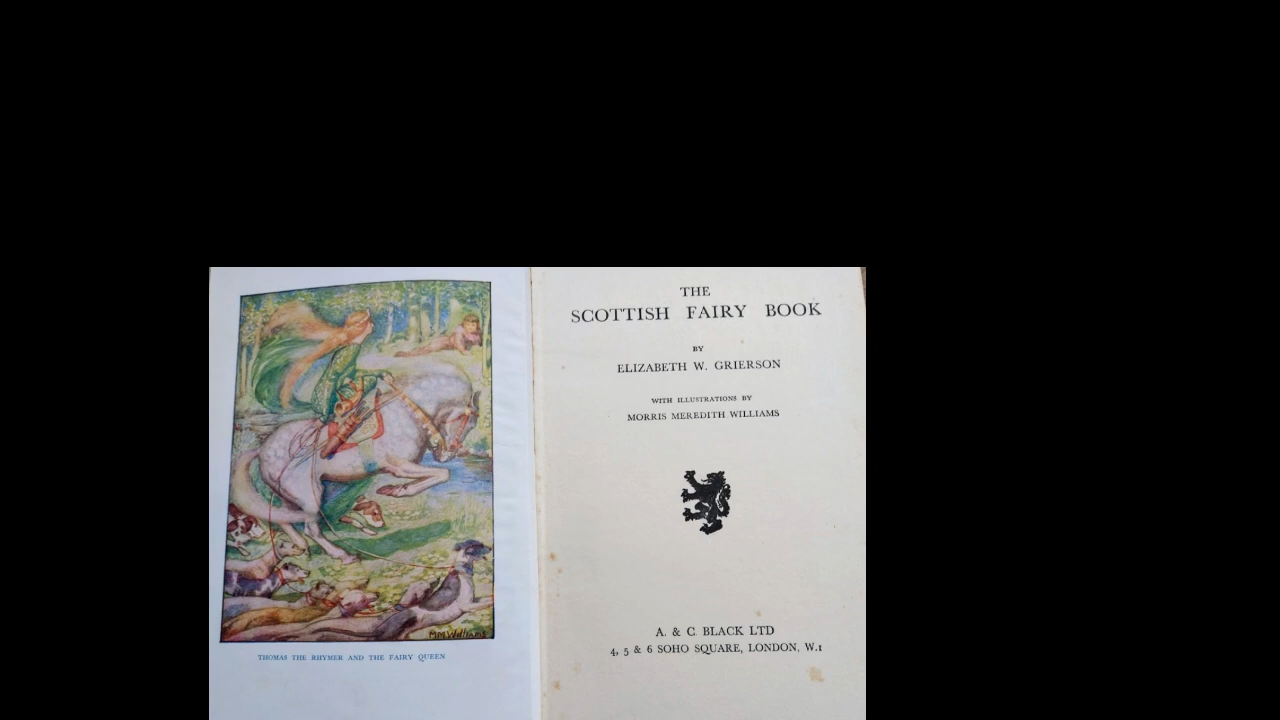 MMWilliams
THOMAS THE RHYMER AND THE FAIRY QUEEN
THE
SCOTTISH FAIRY BOOK
BY
ELIZABETH W. GRIERSON
WITH ILLUSTRATIONS BY
MORRIS MEREDITH WILLIAMS
A. & C. BLACK LTD
4, 5 & 6 SOHO SQUARE, LONDON, W.1